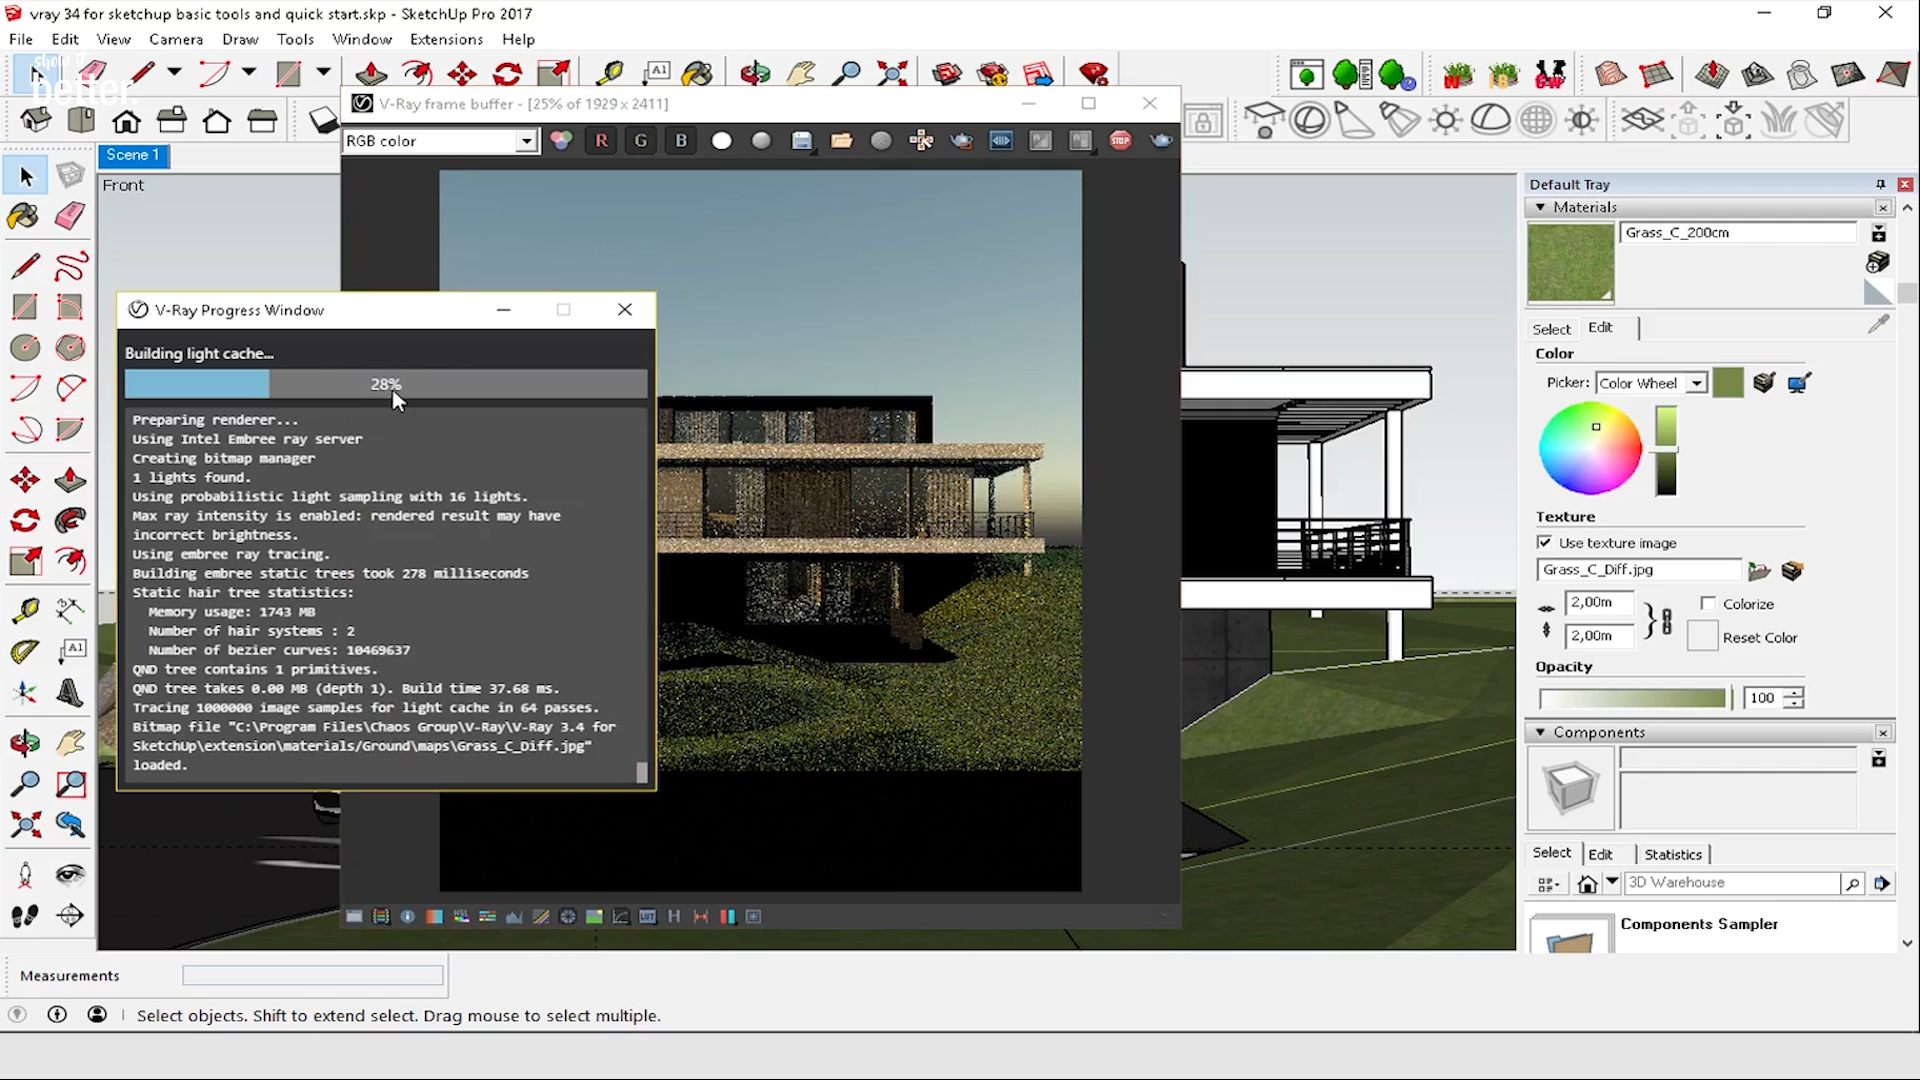 vray 34 for sketchup basic tools and quick start.skp - SketchUp Pro 2017
File Edit View Camera Draw Tools Window Extensions Help
show it
better.
A1
V-Ray frame buffer - [25% of 1929 x 2411]
RGB color
R G B
STOP
Scene 1
Front
V-Ray Progress Window
Building light cache...
28%
Preparing renderer...
Using Intel Embree ray server
Creating bitmap manager
1 lights found.
Using probabilistic light sampling with 16 lights.
Max ray intensity is enabled: rendered result may have
incorrect brightness.
Using embree ray tracing.
Building embree static trees took 278 milliseconds
Static hair tree statistics:
Memory usage: 1743 MB
Number of hair systems : 2
Number of bezier curves: 10469637
QND tree contains 1 primitives.
QND tree takes 0.00 MB (depth 1). Build time 37.68 ms.
Tracing 1000000 image samples for light cache in 64 passes.
Bitmap file "C:\Program Files\Chaos Group\V-Ray\V-Ray 3.4 for
SketchUp\extension\materials/Ground\maps\Grass_C_Diff.jpg"
loaded.
A1
HSL
LUT
H
Default Tray
Materials
Grass_C_200cm
Select Edit
Color
Picker: Color Wheel
Texture
Use texture image
Grass_C_Diff.jpg
2,00m
Colorize
2,00m
Reset Color
Opacity
100
Components
Select Edit Statistics
3D Warehouse
Components Sampler
Measurements
Select objects. Shift to extend select. Drag mouse to select multiple.